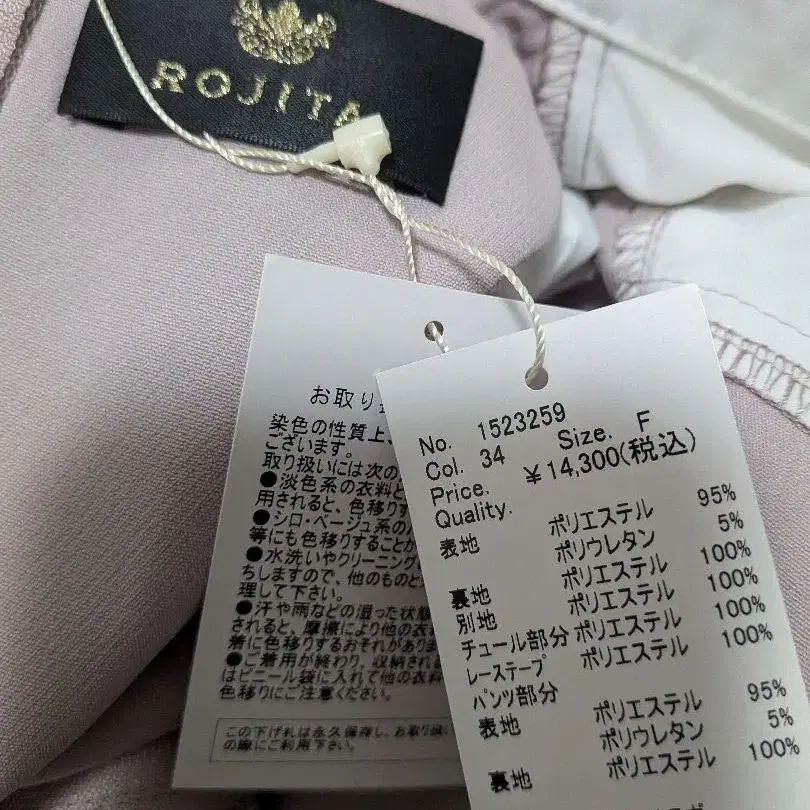 ROJITA
お取り
染色の性質上、
ございます。
取り扱いには次の
●淡色系の衣料と
用されると、色移りす
●シロ・ベージュ系の
等にも色移りすることが
●水洗いやクリーニング
ちしますので、他のものと
理して下さい。
●汗や雨などの湿った状態
されると、摩擦により他の衣料
着に色移りするおそれがあります
●ご着用が終わり、収納される
はビニール袋に入れて他の衣料
色移りにご注意ください。
この下げ札は永久保存し、お取り扱い
の際にご利用下さい。
No. 1523259
Col. 34 Size. F
Price. ¥14,300(税込)
Quality.
表地 ポリエステル 95%
ポリウレタン 5%
裏地 ポリエステル 100%
別地 ポリエステル 100%
チュール部分 ポリエステル 100%
レーステープ ポリエステル 100%
パンツ部分
表地 ポリエステル 95%
ポリウレタン 5%
裏地 ポリエステル 100%